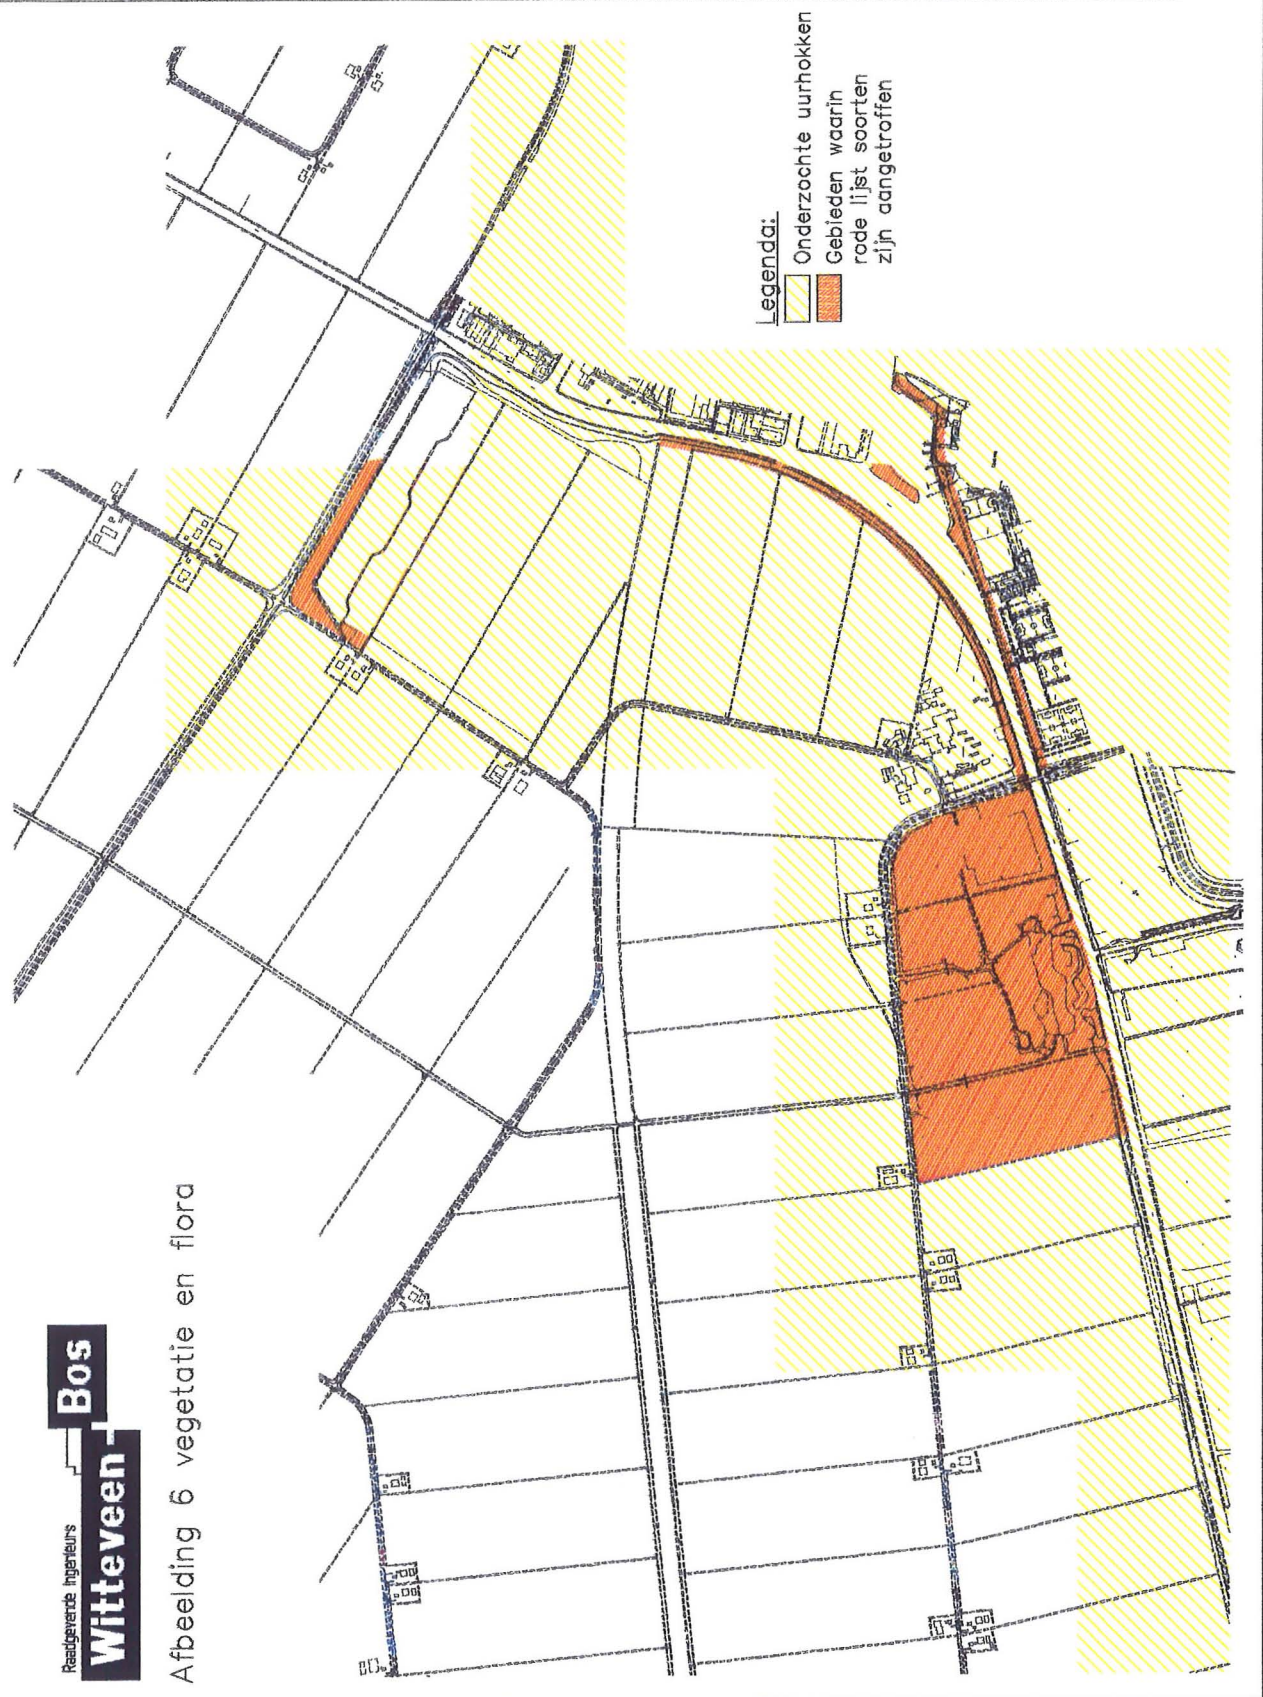 Raadgevende Ingenieurs
Witteveen
Bos
Afbeelding 6 vegetatie en flora
Legenda:
Onderzochte uurhokken
Gebieden waarin
rode lijst soorten
zijn aangetroffen